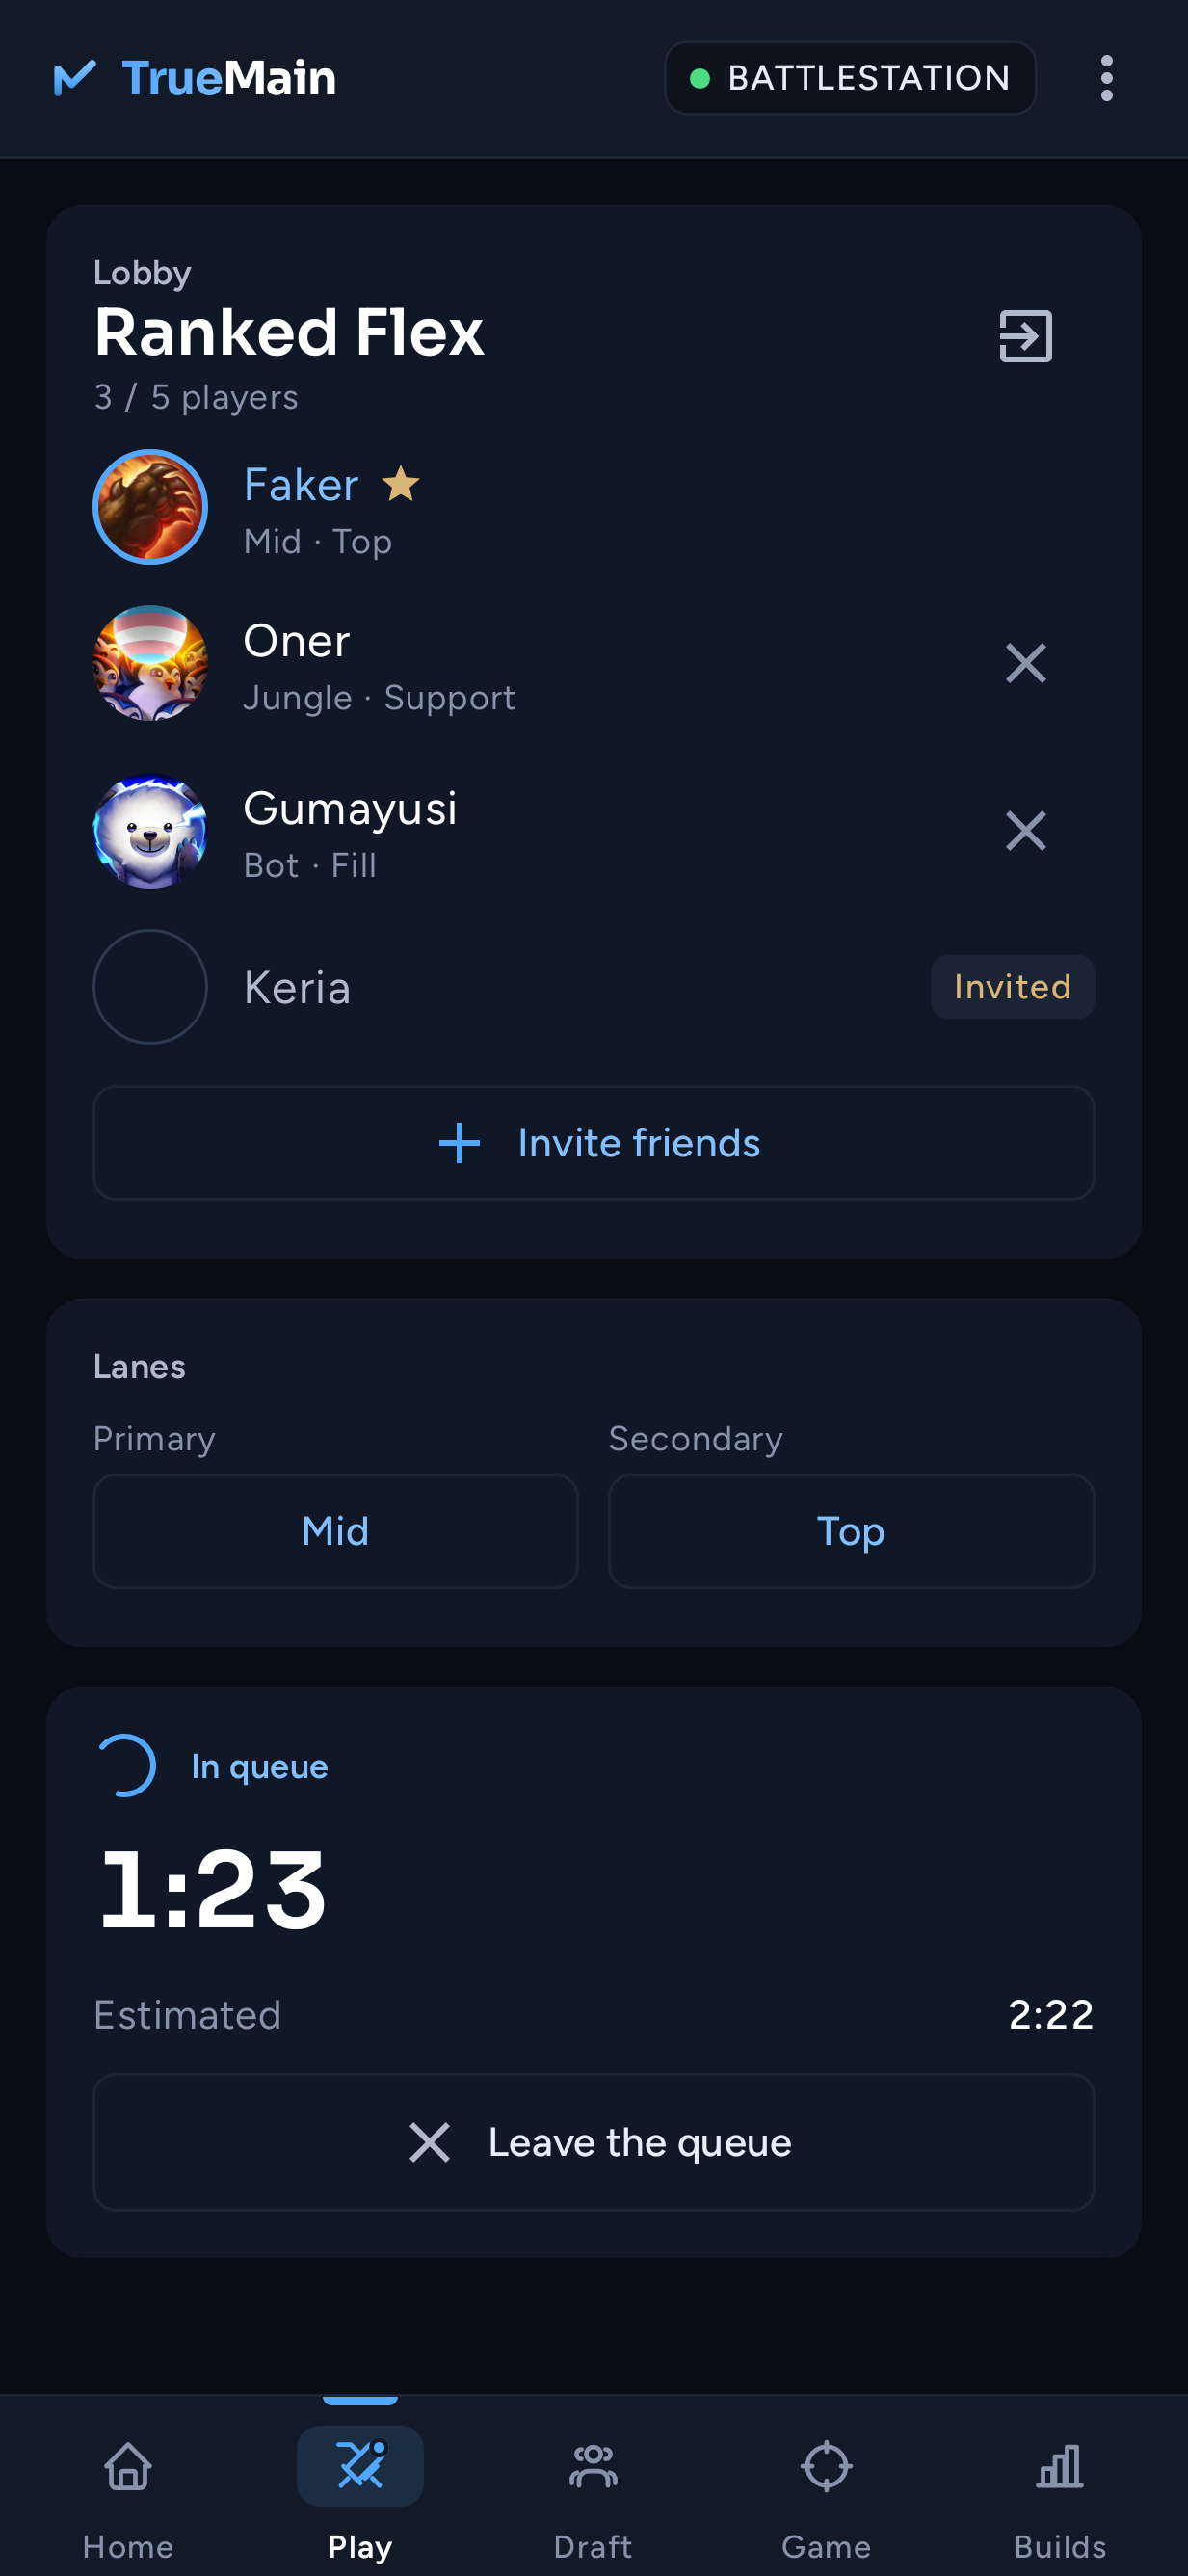 TrueMain
BATTLESTATION
Lobby
Ranked Flex
3 / 5 players
Faker
Mid · Top
Oner
Jungle · Support
Gumayusi
Bot · Fill
Keria
Invited
Invite friends
Lanes
Primary
Secondary
Mid
Top
In queue
1:23
Estimated
2:22
Leave the queue
Home
Play
Draft
Game
Builds